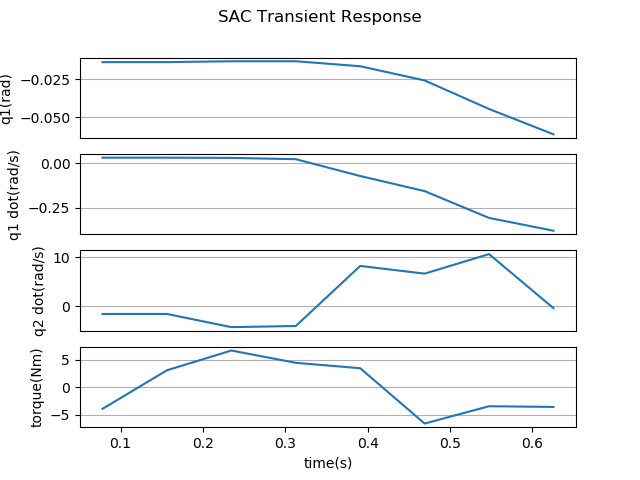 SAC Transient Response
q1(rad)
−0.025
−0.050
q1 dot(rad/s)
0.00
−0.25
q2 dot(rad/s)
10
0
torque(Nm)
5
0
−5
0.1 0.2 0.3 0.4 0.5 0.6
time(s)